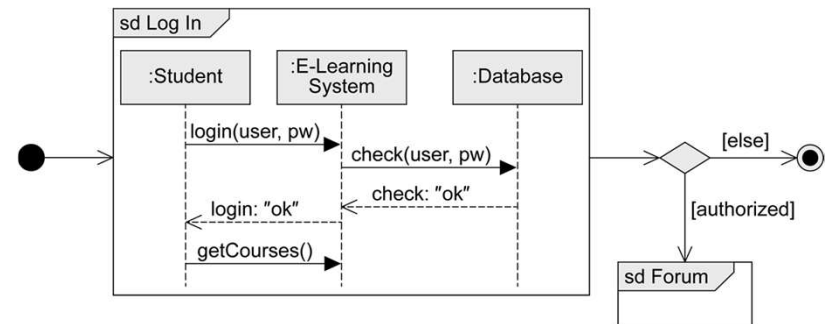 sd Log In
:Student
:E-Learning
System
:Database
login(user, pw)
check(user, pw)
check: "ok"
login: "ok"
getCourses()
[else]
[authorized]
sd Forum